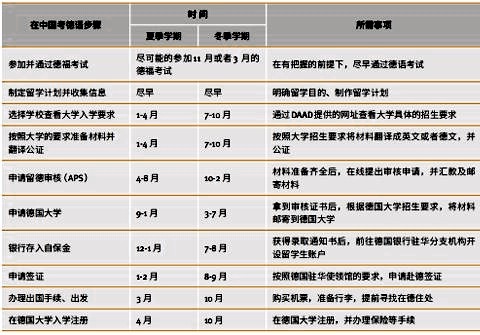 在中国考德语步骤 时间 所需事项
夏季学期 冬季学期
参加并通过德福考试 尽可能的参加11月或者3月的 在有把握的前提下，尽早通过德语考试
德福考试
制定留学计划并收集信息 尽早 尽早 明确留学目的、制作留学计划
选择学校查看大学入学要求 1-4月 7-10月 通过DAAD提供的网址查看大学具体的招生要求
按照大学的要求准备材料并 1-4月 7-10月 按照大学招生要求将材料翻译成英文或者德文，并
翻译公证 公证
申请留德审核（APS） 4-8月 10-2月 材料准备齐全后，在线提出审核申请，并汇款及邮
寄材料
申请德国大学 9-1月 3-7月 拿到审核证书后，根据德国大学招生要求，将材料
邮寄到德国大学
银行存入自保金 12-1月 7-8月 获得录取通知书后，前往德国银行驻华分支机构开
设留学生账户
申请签证 1-2月 8-9月 按照德国驻华使领馆的要求，申请赴德签证
办理出国手续、出发 3月 10月 购买机票，准备行李，提前寻找在德住处
在德国大学入学注册 4月 10月 在德国大学注册，并办理保险等手续